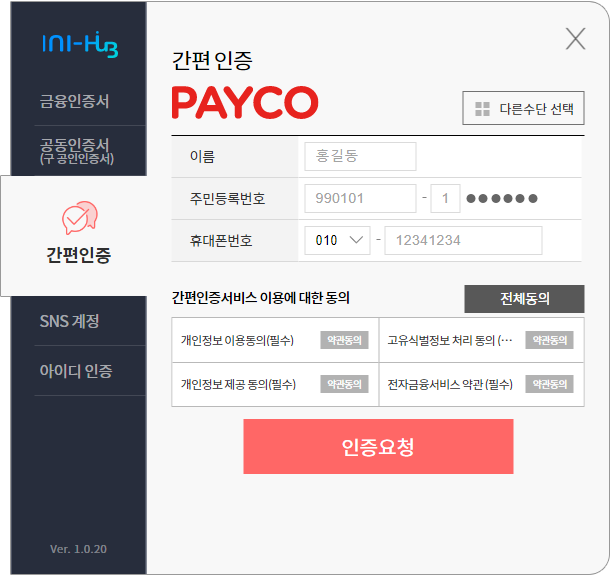 INI-HUB
금융인증서
공동인증서
(구 공인인증서)
간편인증
SNS 계정
아이디 인증
Ver. 1.0.20
간편 인증
PAYCO
다른수단 선택
이름 홍길동
주민등록번호 990101 - 1 ●●●●●●
휴대폰번호 010 - 12341234
간편인증서비스 이용에 대한 동의 전체동의
개인정보 이용동의(필수) 약관동의 고유식별정보 처리 동의 (… 약관동의
개인정보 제공 동의(필수) 약관동의 전자금융서비스 약관 (필수) 약관동의
인증요청